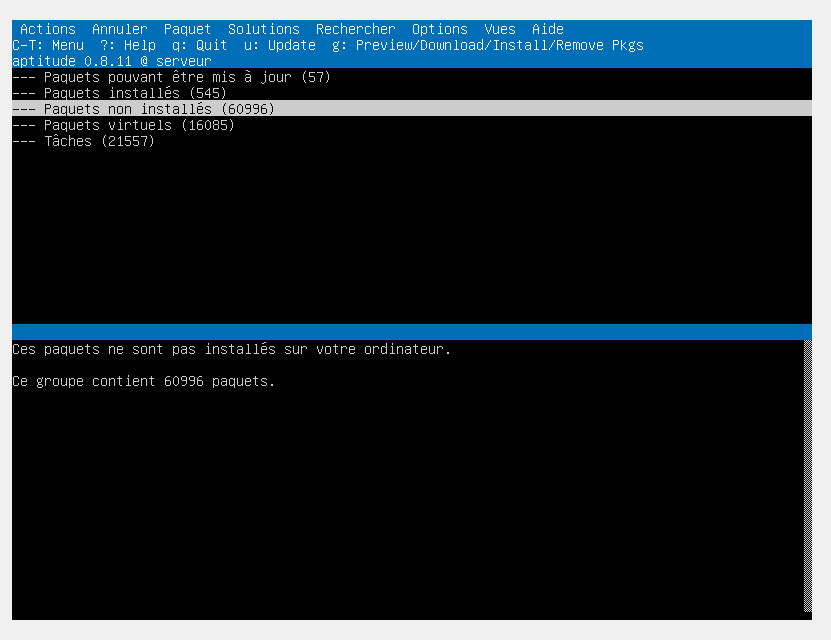 Actions Annuler Paquet Solutions Rechercher Options Vues Aide
C-T: Menu ?: Help q: Quit u: Update g: Preview/Download/Install/Remove Pkgs
aptitude 0.8.11 @ serveur
--- Paquets pouvant être mis à jour (57)
--- Paquets installés (545)
--- Paquets non installés (60996)
--- Paquets virtuels (16085)
--- Tâches (21557)
Ces paquets ne sont pas installés sur votre ordinateur.
Ce groupe contient 60996 paquets.